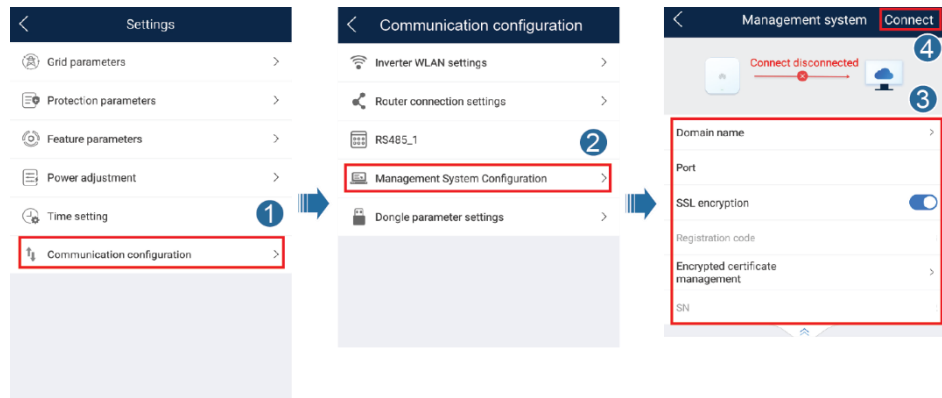 Settings
Grid parameters
Protection parameters
Feature parameters
Power adjustment
Time setting
1
Communication configuration
Communication configuration
Inverter WLAN settings
Router connection settings
RS485_1
2
Management System Configuration
Dongle parameter settings
Management system
Connect
4
Connect disconnected
3
Domain name
Port
SSL encryption
Registration code
Encrypted certificate
management
SN